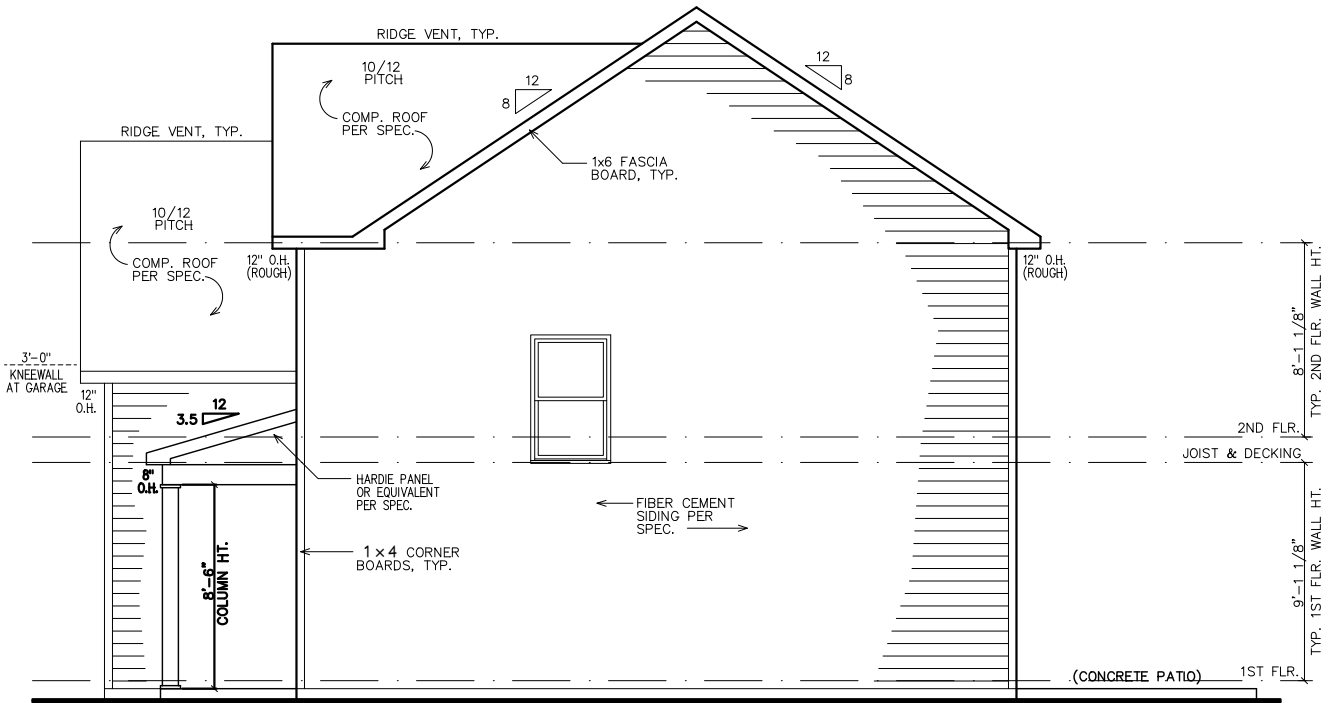 RIDGE VENT, TYP.
10/12
PITCH
COMP. ROOF
PER SPEC.
12
8
12
8
1x6 FASCIA
BOARD, TYP.
RIDGE VENT, TYP.
10/12
PITCH
COMP. ROOF
PER SPEC.
12" O.H.
(ROUGH)
12" O.H.
(ROUGH)
3'-0"
KNEEWALL
AT GARAGE
12"
O.H.
12
3.5
8"
O.H.
HARDIE PANEL
OR EQUIVALENT
PER SPEC.
FIBER CEMENT
SIDING PER
SPEC.
1 x 4 CORNER
BOARDS, TYP.
8'-6"
COLUMN HT.
8'-1 1/8"
TYP. 2ND FLR. WALL HT.
2ND FLR.
JOIST & DECKING
9'-1 1/8"
TYP. 1ST FLR. WALL HT.
(CONCRETE PATIO)
1ST FLR.